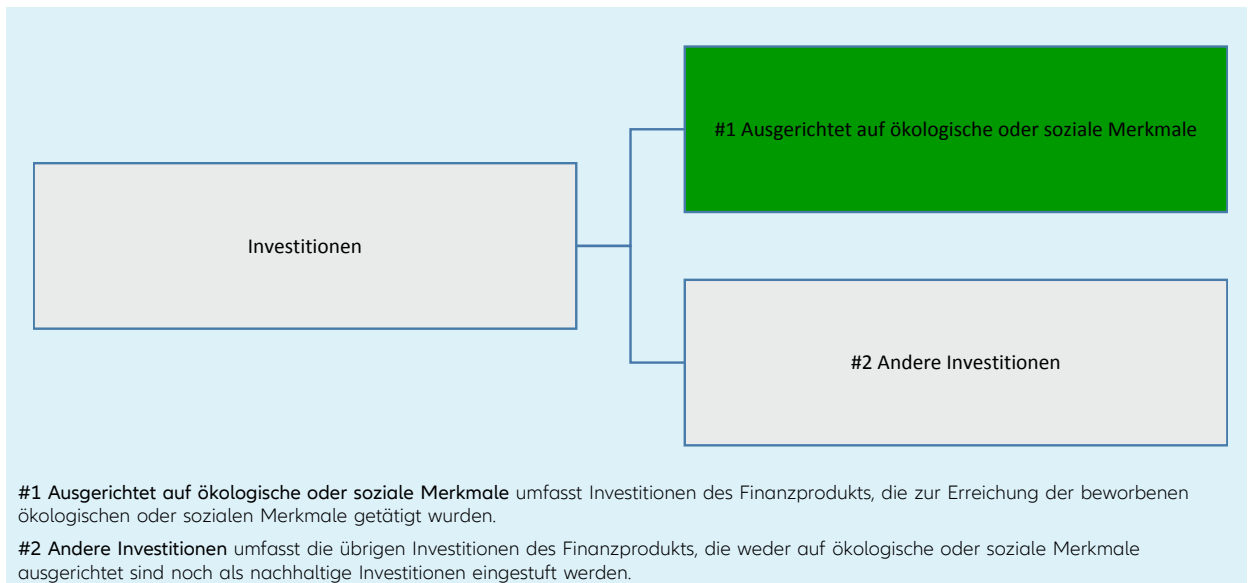 #1 Ausgerichtet auf ökologische oder soziale Merkmale
Investitionen
#2 Andere Investitionen
#1 Ausgerichtet auf ökologische oder soziale Merkmale umfasst Investitionen des Finanzprodukts, die zur Erreichung der beworbenen
ökologischen oder sozialen Merkmale getätigt wurden.
#2 Andere Investitionen umfasst die übrigen Investitionen des Finanzprodukts, die weder auf ökologische oder soziale Merkmale
ausgerichtet sind noch als nachhaltige Investitionen eingestuft werden.